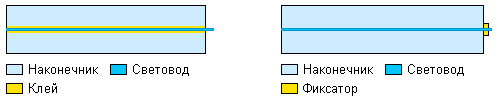 Наконечник Световод
Клей
Наконечник Световод
Фиксатор